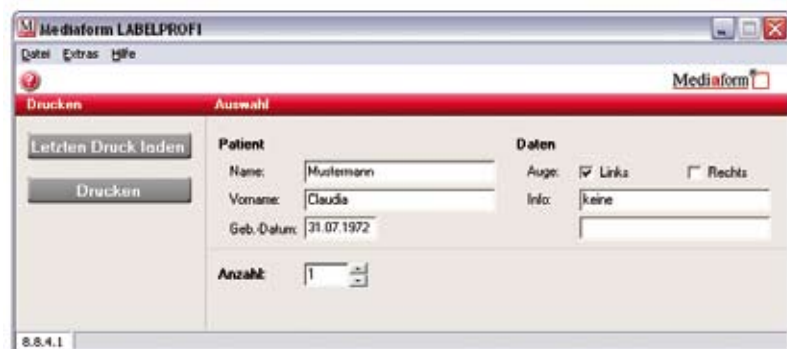 Mediaform LABELPROFI
Datei Extras Hilfe
Mediaform
Drucken Auswahl
Letzten Druck laden
Drucken
Patient
Name: Mustermann
Vorname: Claudia
Geb.-Datum: 31.07.1972
Anzahl: 1
Daten
Auge: Links Rechts
Info: keine
8.8.4.1